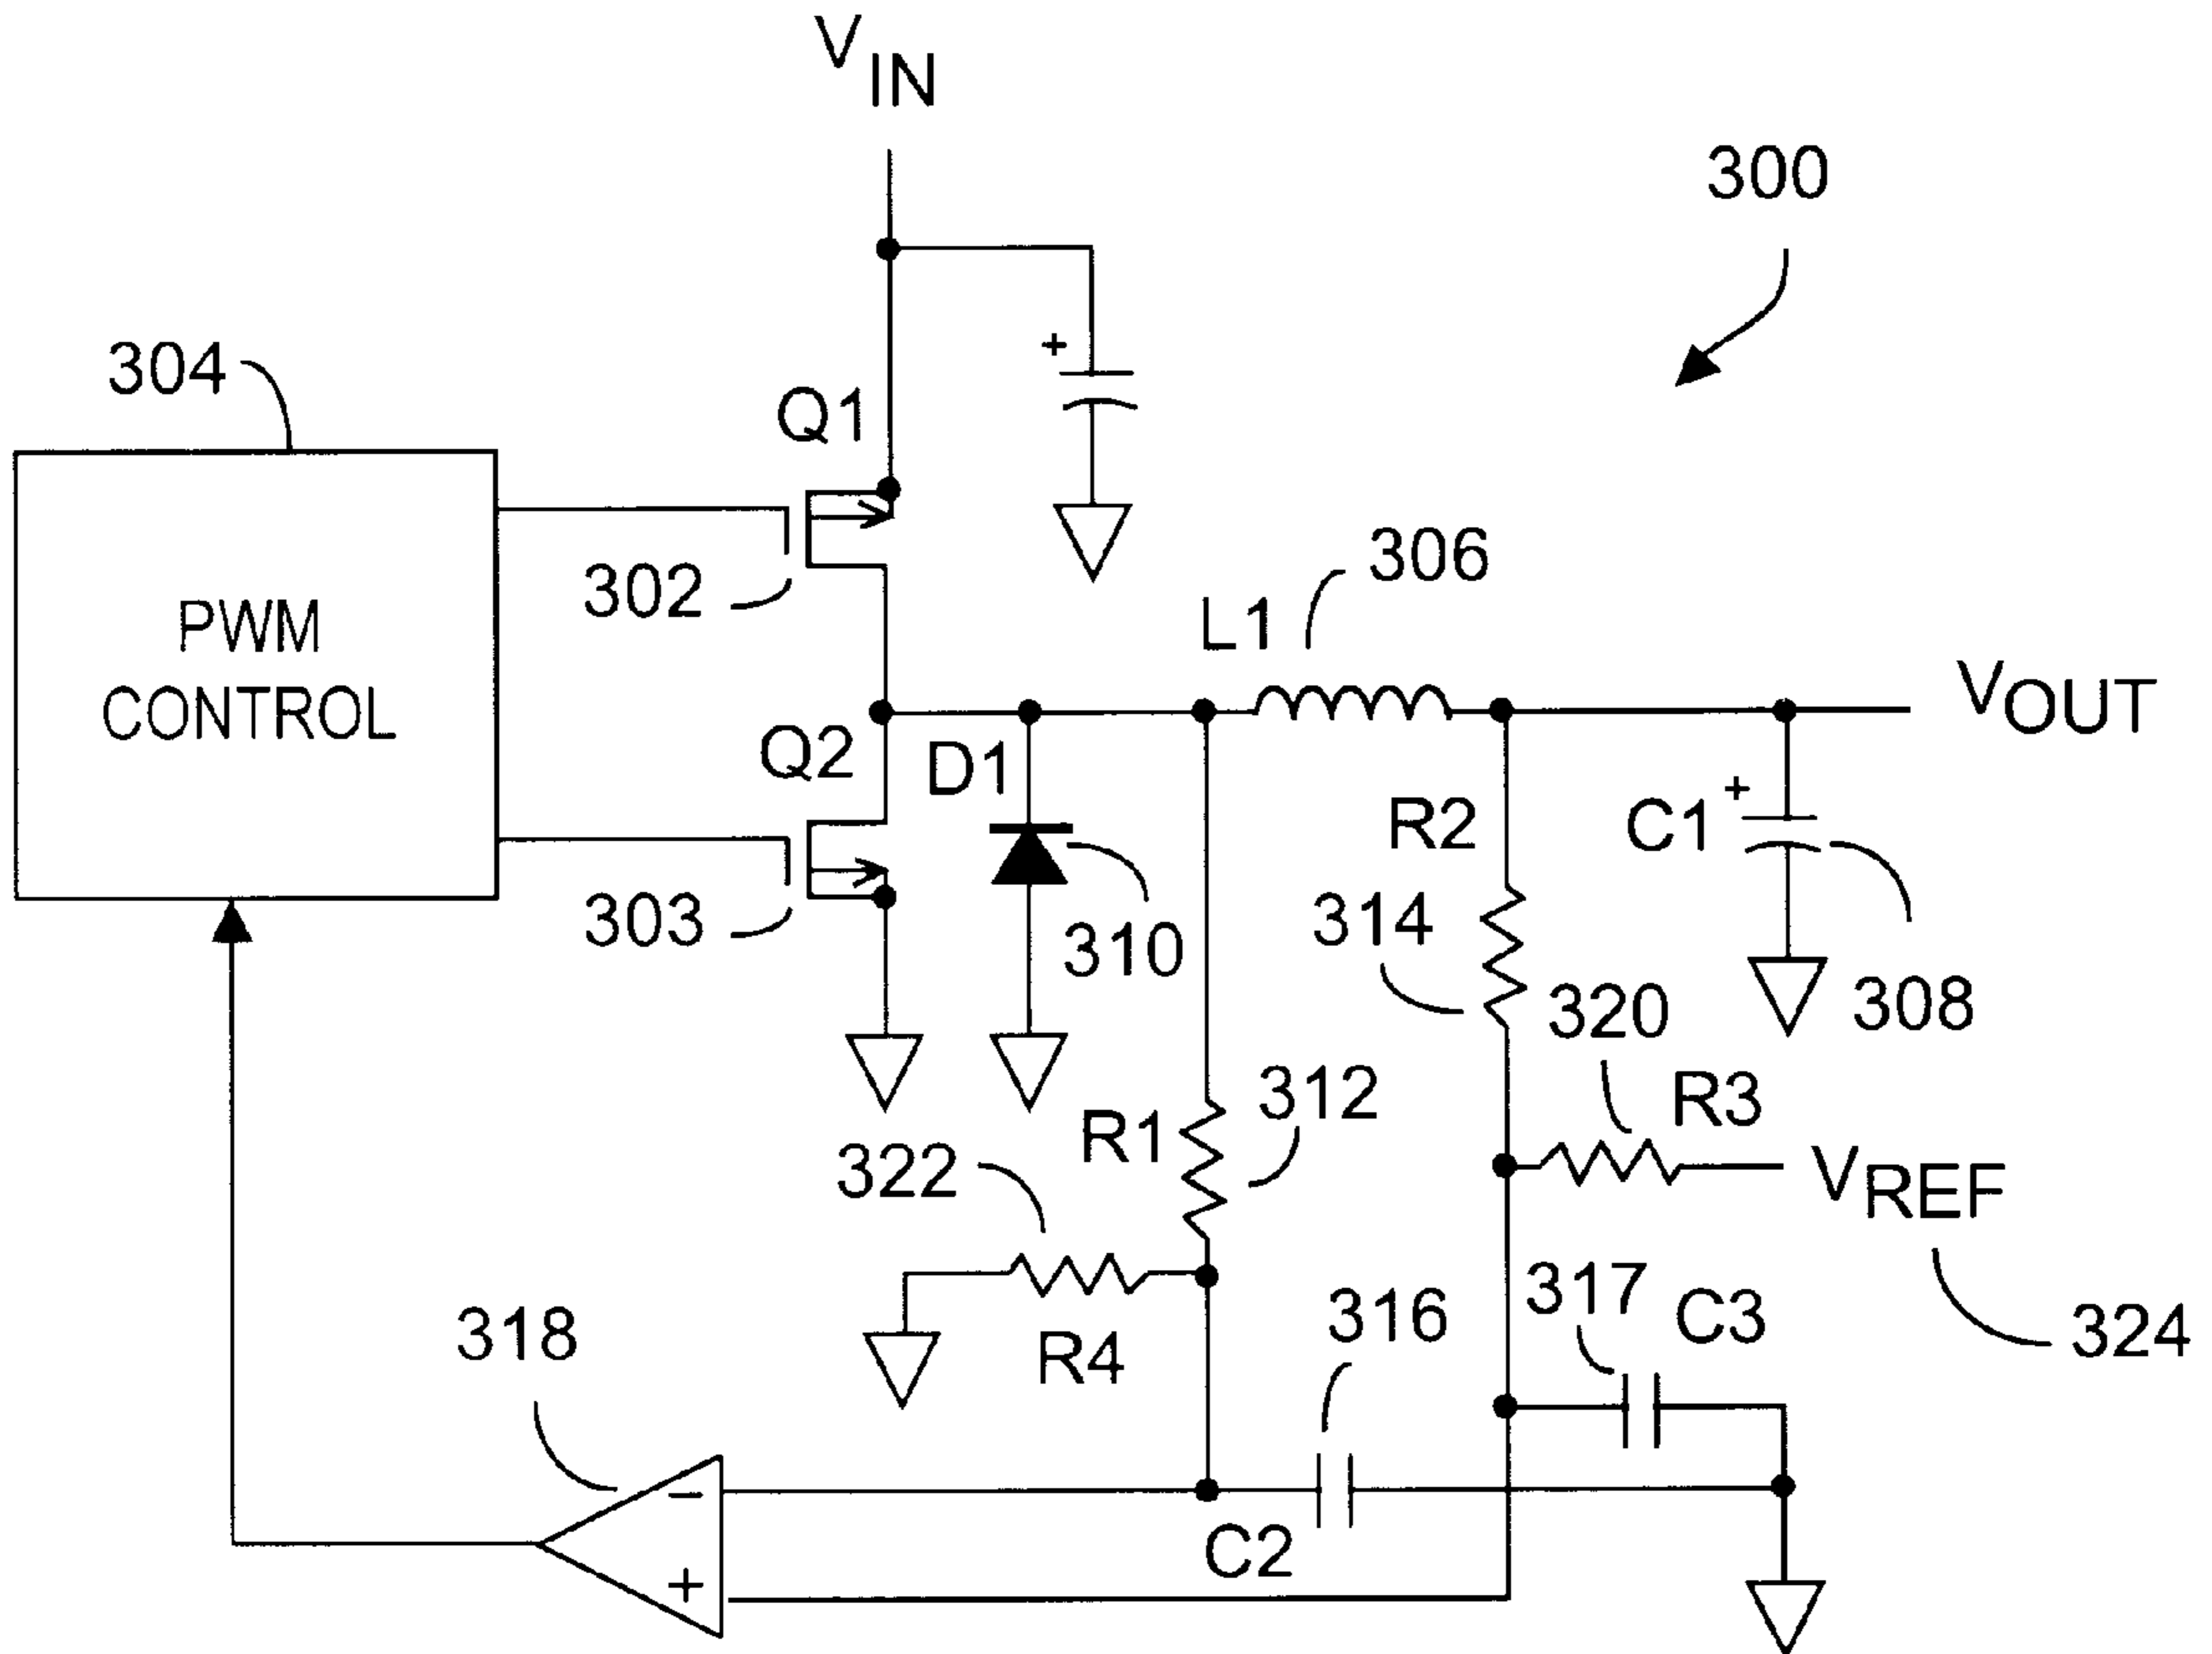 VIN
300
304
+
Q1
306
302
L1
PWM
CONTROL
VOUT
Q2
D1
+
R2
C1
303
310
314
320
308
312
R3
R1
322
VREF
317
C3
316
318
324
R4
−
C2
+